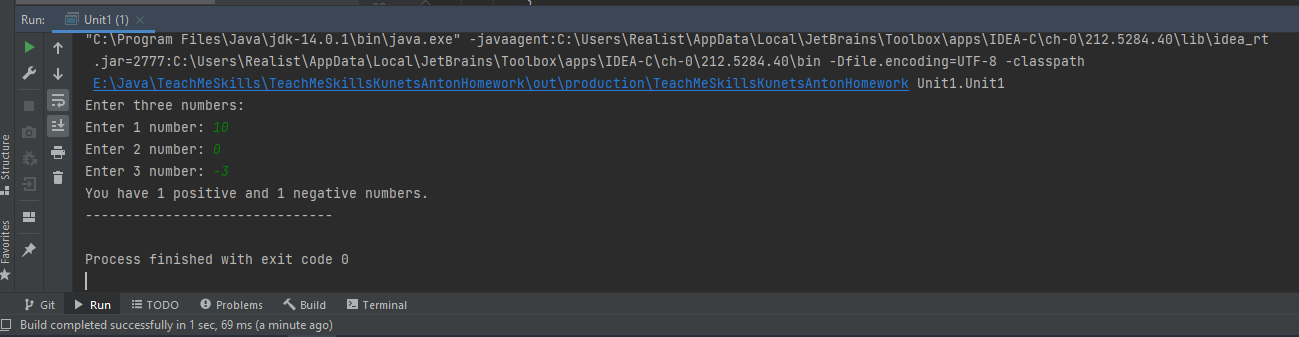 Run: Unit1 (1)
"C:\Program Files\Java\jdk-14.0.1\bin\java.exe" -javaagent:C:\Users\Realist\AppData\Local\JetBrains\Toolbox\apps\IDEA-C\ch-0\212.5284.40\lib\idea_rt
.jar=2777:C:\Users\Realist\AppData\Local\JetBrains\Toolbox\apps\IDEA-C\ch-0\212.5284.40\bin -Dfile.encoding=UTF-8 -classpath
E:\Java\TeachMeSkills\TeachMeSkillsKunetsAntonHomework\out\production\TeachMeSkillsKunetsAntonHomework Unit1.Unit1
Enter three numbers:
Enter 1 number: 10
Enter 2 number: 0
Enter 3 number: -3
You have 1 positive and 1 negative numbers.
-------------------------------
Process finished with exit code 0
Structure
Favorites
Git Run TODO Problems Build Terminal
Build completed successfully in 1 sec, 69 ms (a minute ago)